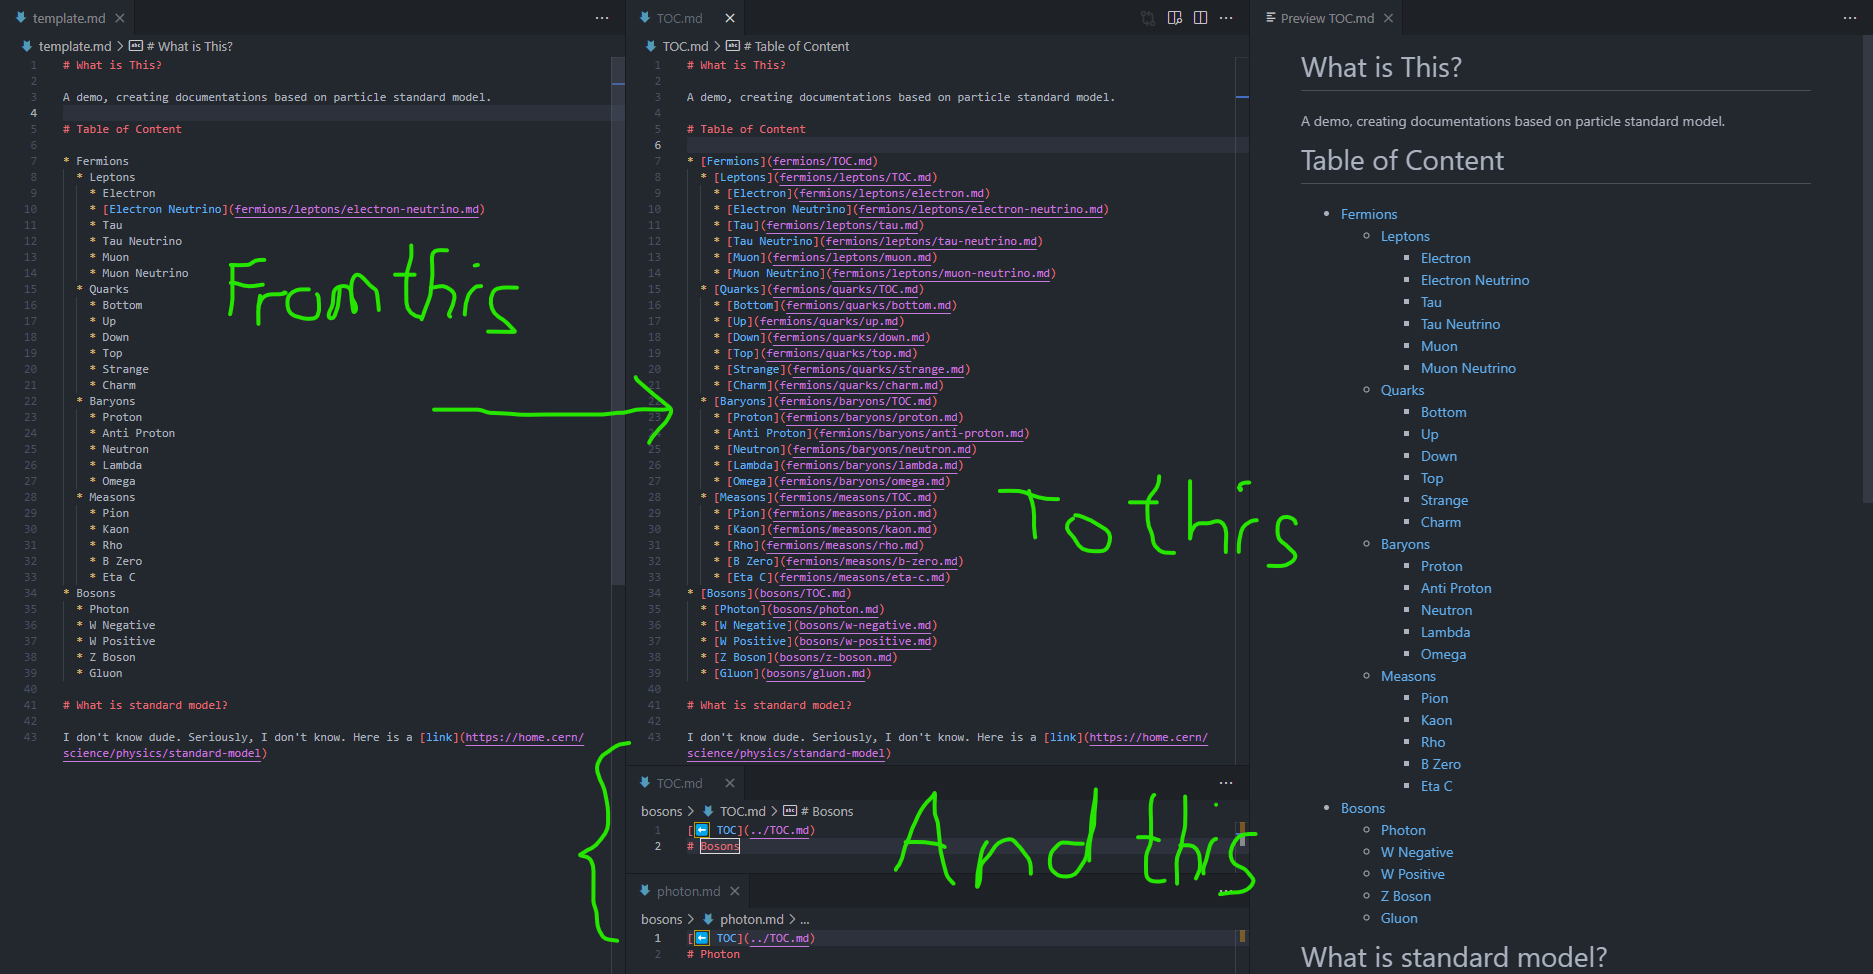 template.md
template.md > # What is This?
1 # What is This?
2
3 A demo, creating documentations based on particle standard model.
4
5 # Table of Content
6
7 * Fermions
8 * Leptons
9 * Electron
10 * [Electron Neutrino](fermions/leptons/electron-neutrino.md)
11 * Tau
12 * Tau Neutrino
13 * Muon
14 * Muon Neutrino
15 * Quarks
16 * Bottom
17 * Up
18 * Down
19 * Top
20 * Strange
21 * Charm
22 * Baryons
23 * Proton
24 * Anti Proton
25 * Neutron
26 * Lambda
27 * Omega
28 * Measons
29 * Pion
30 * Kaon
31 * Rho
32 * B Zero
33 * Eta C
34 * Bosons
35 * Photon
36 * W Negative
37 * W Positive
38 * Z Boson
39 * Gluon
40
41 # What is standard model?
42
43 I don't know dude. Seriously, I don't know. Here is a [link](https://home.cern/
science/physics/standard-model)
From this
TOC.md
TOC.md > # Table of Content
1 # What is This?
2
3 A demo, creating documentations based on particle standard model.
4
5 # Table of Content
6
7 * [Fermions](fermions/TOC.md)
8 * [Leptons](fermions/leptons/TOC.md)
9 * [Electron](fermions/leptons/electron.md)
10 * [Electron Neutrino](fermions/leptons/electron-neutrino.md)
11 * [Tau](fermions/leptons/tau.md)
12 * [Tau Neutrino](fermions/leptons/tau-neutrino.md)
13 * [Muon](fermions/leptons/muon.md)
14 * [Muon Neutrino](fermions/leptons/muon-neutrino.md)
15 * [Quarks](fermions/quarks/TOC.md)
16 * [Bottom](fermions/quarks/bottom.md)
17 * [Up](fermions/quarks/up.md)
18 * [Down](fermions/quarks/down.md)
19 * [Top](fermions/quarks/top.md)
20 * [Strange](fermions/quarks/strange.md)
21 * [Charm](fermions/quarks/charm.md)
22 * [Baryons](fermions/baryons/TOC.md)
23 * [Proton](fermions/baryons/proton.md)
24 * [Anti Proton](fermions/baryons/anti-proton.md)
25 * [Neutron](fermions/baryons/neutron.md)
26 * [Lambda](fermions/baryons/lambda.md)
27 * [Omega](fermions/baryons/omega.md)
28 * [Measons](fermions/measons/TOC.md)
29 * [Pion](fermions/measons/pion.md)
30 * [Kaon](fermions/measons/kaon.md)
31 * [Rho](fermions/measons/rho.md)
32 * [B Zero](fermions/measons/b-zero.md)
33 * [Eta C](fermions/measons/eta-c.md)
34 * [Bosons](bosons/TOC.md)
35 * [Photon](bosons/photon.md)
36 * [W Negative](bosons/w-negative.md)
37 * [W Positive](bosons/w-positive.md)
38 * [Z Boson](bosons/z-boson.md)
39 * [Gluon](bosons/gluon.md)
40
41 # What is standard model?
42
43 I don't know dude. Seriously, I don't know. Here is a [link](https://home.cern/
science/physics/standard-model)
To this
TOC.md
bosons > TOC.md > # Bosons
1 [⬅ TOC](../TOC.md)
2 # Bosons
And this
photon.md
bosons > photon.md > ...
1 [⬅ TOC](../TOC.md)
2 # Photon
Preview TOC.md
What is This?
A demo, creating documentations based on particle standard model.
Table of Content
Fermions
Leptons
Electron
Electron Neutrino
Tau
Tau Neutrino
Muon
Muon Neutrino
Quarks
Bottom
Up
Down
Top
Strange
Charm
Baryons
Proton
Anti Proton
Neutron
Lambda
Omega
Measons
Pion
Kaon
Rho
B Zero
Eta C
Bosons
Photon
W Negative
W Positive
Z Boson
Gluon
What is standard model?